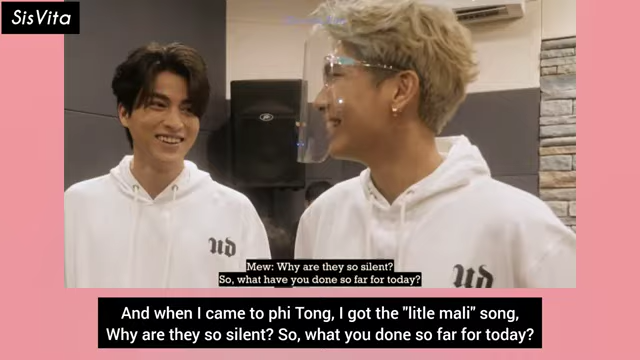 SisVita
ud
ud
Mew: Why are they so silent?
So, what have you done so far for today?
And when I came to phi Tong, I got the "litle mali" song,
Why are they so silent? So, what you done so far for today?